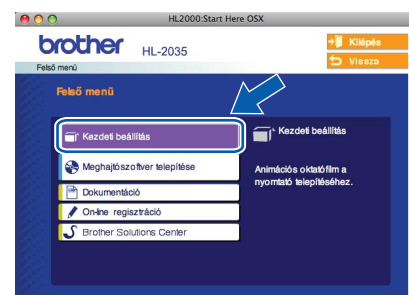 HL2000:Start Here OSX
brother HL-2035
Kilépés
Vissza
Felső menü
Felső menü
Kezdeti beállítás
Meghajtószoftver telepítése
Dokumentáció
On-line regisztráció
Brother Solutions Center
Kezdeti beállítás
Animációs oktatófilm a
nyomtató telepítéséhez.